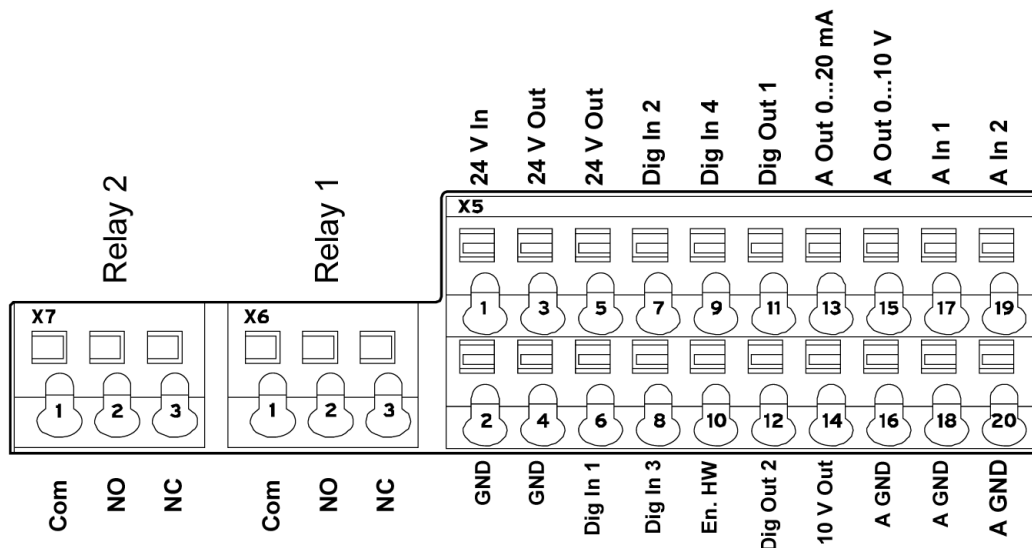 24 V In
24 V Out
24 V Out
Dig In 2
Dig In 4
Dig Out 1
A Out 0...20 mA
A Out 0...10 V
A In 1
A In 2
Relay 2
Relay 1
X5
1 3 5 7 9 11 13 15 17 19
X7
X6
1 2 3
1 2 3
2 4 6 8 10 12 14 16 18 20
Com
NO
NC
Com
NO
NC
GND
GND
Dig In 1
Dig In 3
En. HW
Dig Out 2
10 V Out
A GND
A GND
A GND